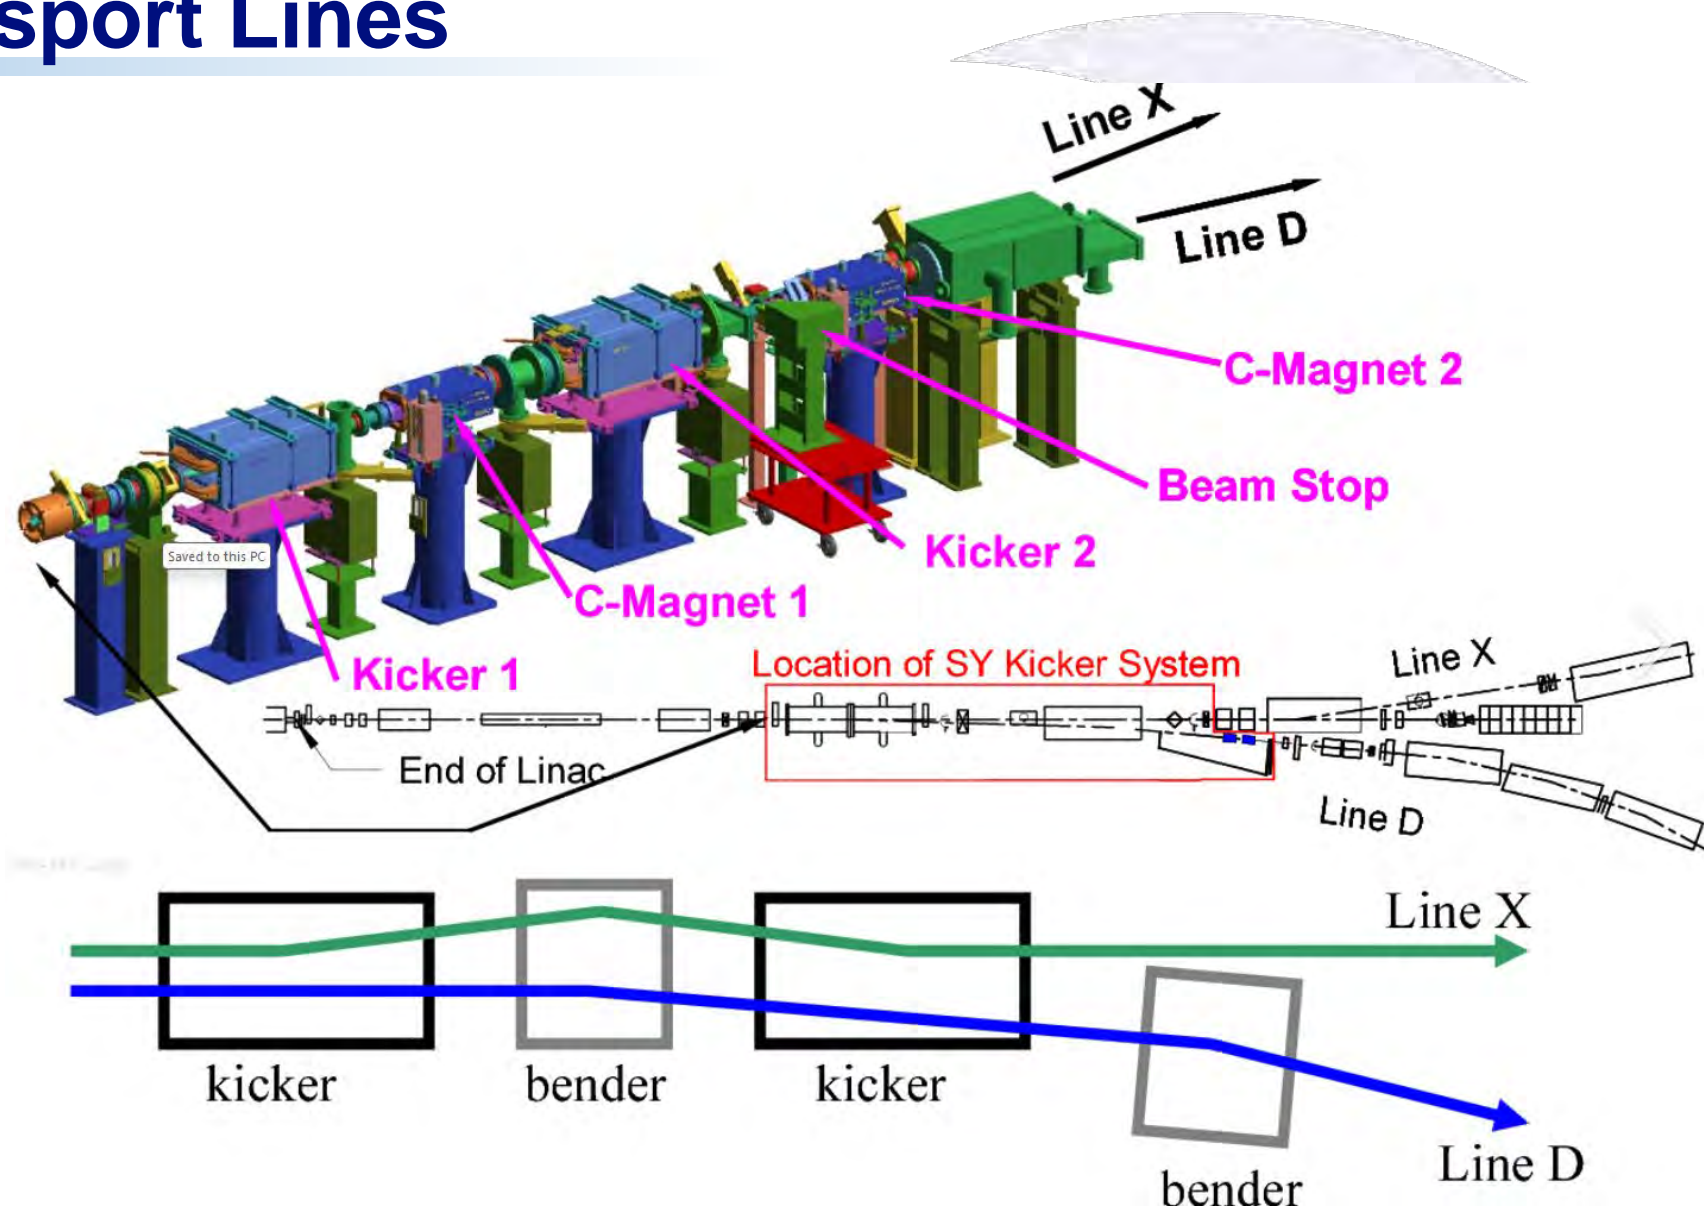 sport Lines
Line X
Line D
C-Magnet 2
Beam Stop
Kicker 2
Saved to this PC
C-Magnet 1
Kicker 1
Location of SY Kicker System
Line X
End of Linac
Line D
Line X
kicker
bender
kicker
Line D
bender